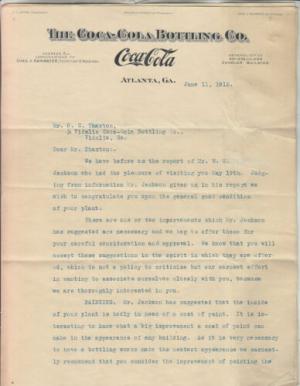 THE COCA-COLA BOTTLING CO.
Coca-Cola
ATLANTA, GA.
June 11, 1912.
Vidalia Coca-Cola Bottling Co.,
Vidalia, Ga.
Dear Mr. Thaxton:
We have before us the report of Mr. W. E.
Jackson who had the pleasure of visiting you May 19th. Judg-
ing from information Mr. Jackson gives us in his report we
wish to congratulate you upon the general good condition
of your plant.
There are one or two improvements which Mr. Jackson
has suggested are necessary and we beg to offer these for
your careful consideration and approval. We know that you will
accept these suggestions in the spirit in which they are offer-
ed, which is not a policy to criticise but our earnest effort
in wanting to associate ourselves closely with you, because
we are thoroughly interested in you.
PAINTING. Mr. Jackson has suggested that the inside
of your plant is badly in need of a coat of paint. It is in-
teresting to know what a big improvement a coat of paint can
make in the appearance of any building. As it is very necessary
to have a bottling works made the neatest appearance we earnest-
ly recommend that you consider the improvement of painting the